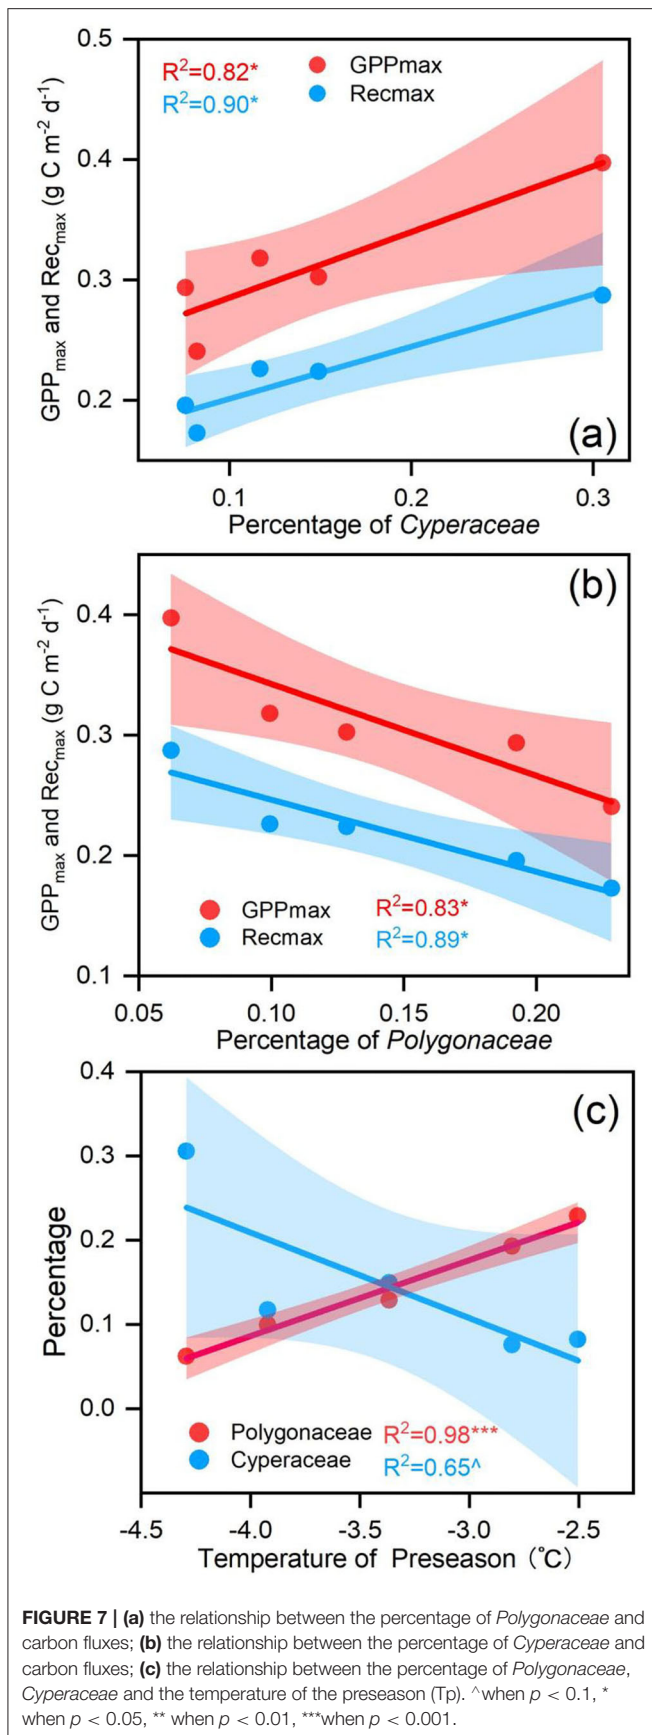 0.5
R²=0.82*
GPPmax
R²=0.90*
Recmax
0.4
0.3
0.2
GPPmax and Recmax (g C m⁻² d⁻¹)
(a)
0.1 0.2 0.3
Percentage of Cyperaceae
(b)
0.4
0.3
0.2
0.1
GPPmax and Recmax (g C m⁻² d⁻¹)
GPPmax R²=0.83*
Recmax R²=0.89*
0.05 0.10 0.15 0.20
Percentage of Polygonaceae
0.4
(c)
0.3
0.2
0.1
0.0
Percentage
Polygonaceae R²=0.98***
Cyperaceae R²=0.65^
-4.5 -4.0 -3.5 -3.0 -2.5
Temperature of Preseason (℃)
FIGURE 7 | (a) the relationship between the percentage of Polygonaceae and
carbon fluxes; (b) the relationship between the percentage of Cyperaceae and
carbon fluxes; (c) the relationship between the percentage of Polygonaceae,
Cyperaceae and the temperature of the preseason (Tp). ^when p < 0.1, *
when p < 0.05, ** when p < 0.01, ***when p < 0.001.